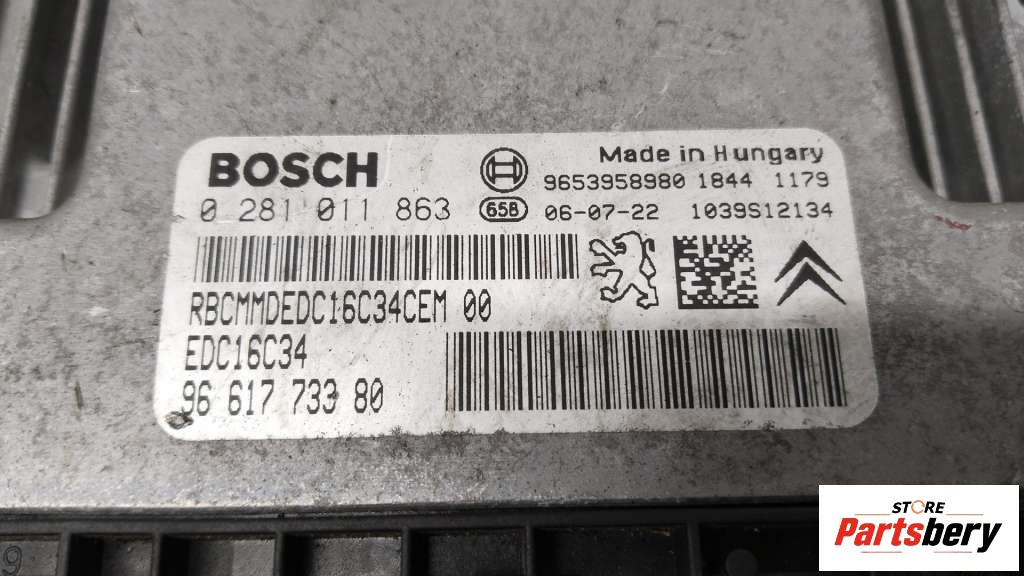 BOSCH
Made in Hungary
9653958980 1844 1179
0 281 011 863
658 06-07-22 1039S12134
RBCMMDEDC16C34CEM 00
EDC16C34
96 617 733 80
9
STORE
Partsbery